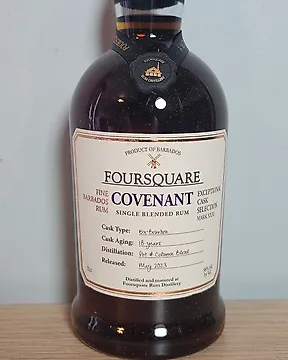 PRODUCT OF BARBADOS
FOURSQUARE
FINE
BARBADOS
RUM
COVENANT
SINGLE BLENDED RUM
EXCEPTIONAL
CASK
SELECTION
MARK XXIII
Cask Type: Ex-Bourbon
Cask Aging: 18 years
Distillation: Pot & Column Blend
Released: May 2023
Distilled and matured at
Foursquare Rum Distillery